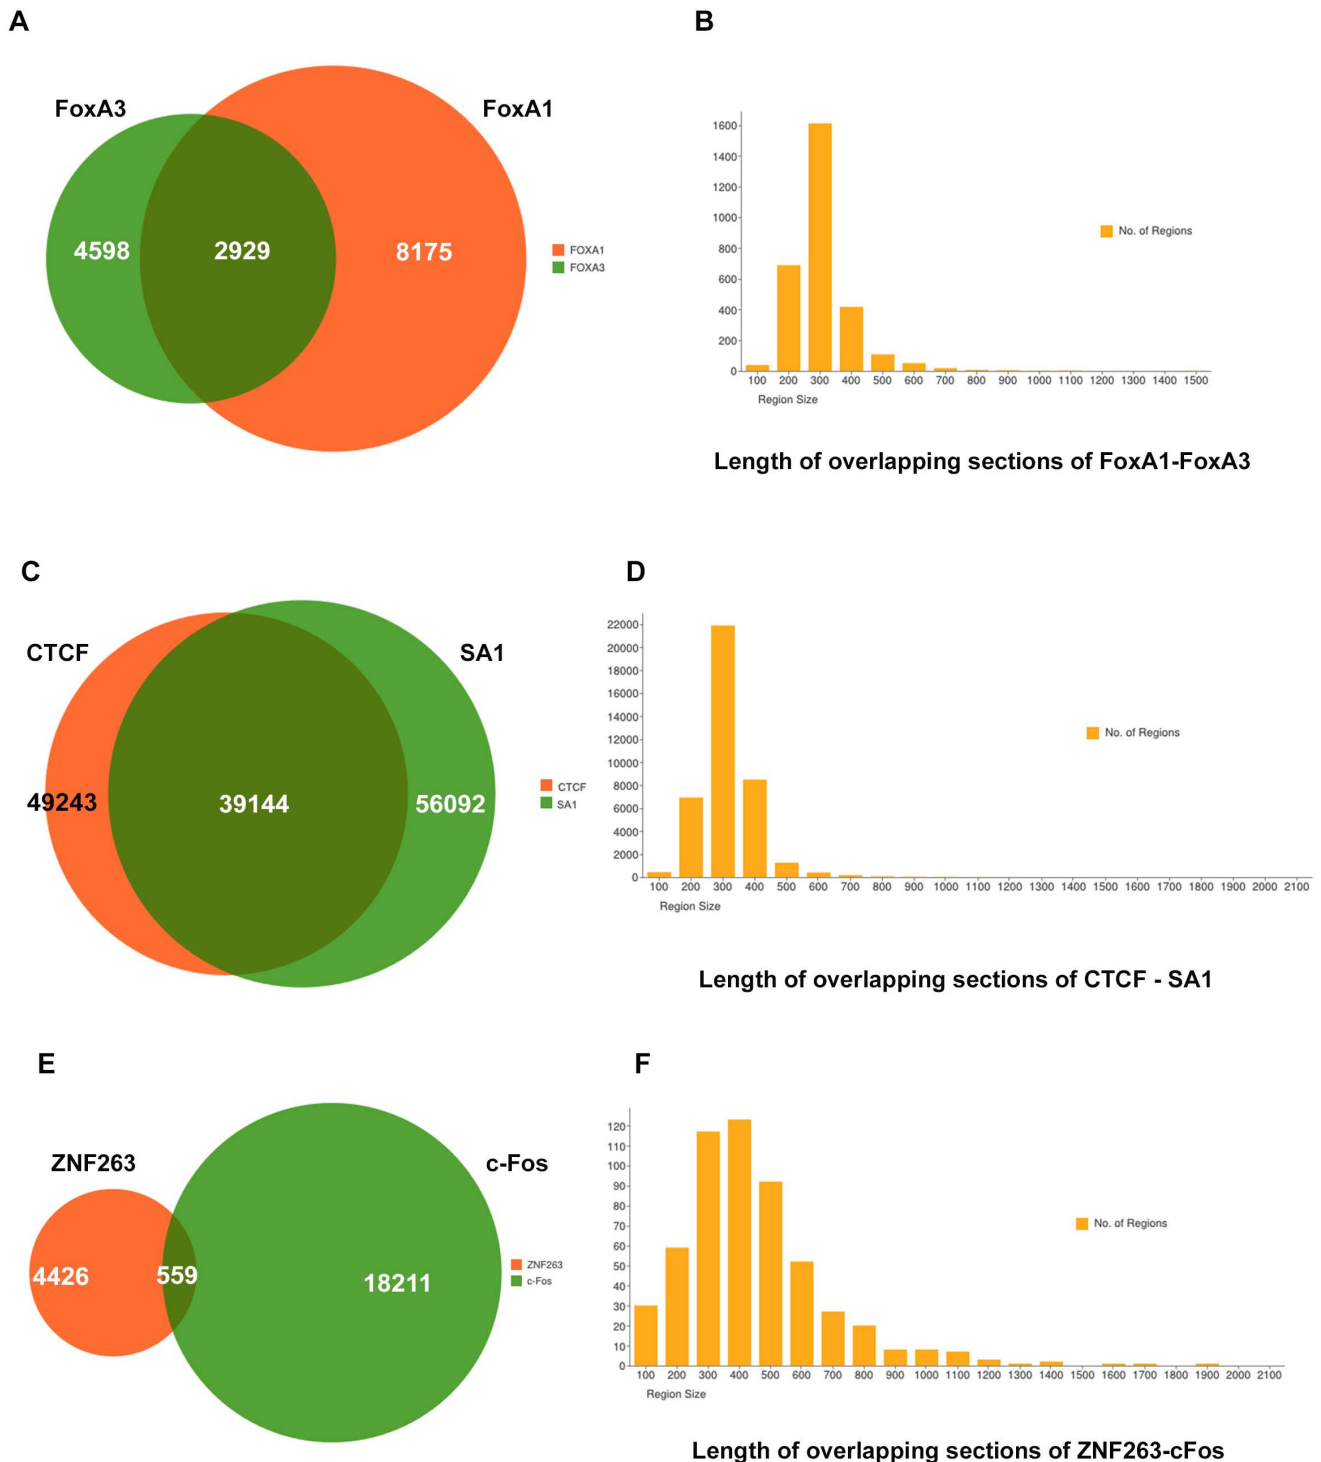 A
B
FoxA3
FoxA1
4598
2929
8175
FOXA1
FOXA3
1600
1400
1200
1000
800
600
400
200
0
No. of Regions
100 200 300 400 500 600 700 800 900 1000 1100 1200 1300 1400 1500
Region Size
Length of overlapping sections of FoxA1-FoxA3
C
D
CTCF
SA1
49243
39144
56092
CTCF
SA1
22000
20000
18000
16000
14000
12000
10000
8000
6000
4000
2000
0
No. of Regions
100 200 300 400 500 600 700 800 900 1000 1100 1200 1300 1400 1500 1600 1700 1800 1900 2000 2100
Region Size
Length of overlapping sections of CTCF - SA1
E
F
ZNF263
c-Fos
4426
559
18211
ZNF263
c-Fos
120
110
100
90
80
70
60
50
40
30
20
10
0
No. of Regions
100 200 300 400 500 600 700 800 900 1000 1100 1200 1300 1400 1500 1600 1700 1900 2000 2100
Region Size
Length of overlapping sections of ZNF263-cFos